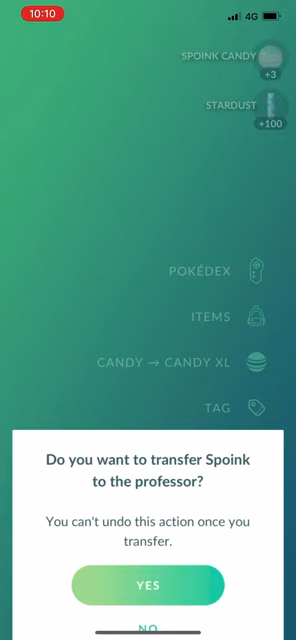 10:10
4G
SPOINK CANDY
+3
STARDUST
+100
POKÉDEX
ITEMS
CANDY → CANDY XL
TAG
Do you want to transfer Spoink
to the professor?
You can't undo this action once you
transfer.
YES
NO